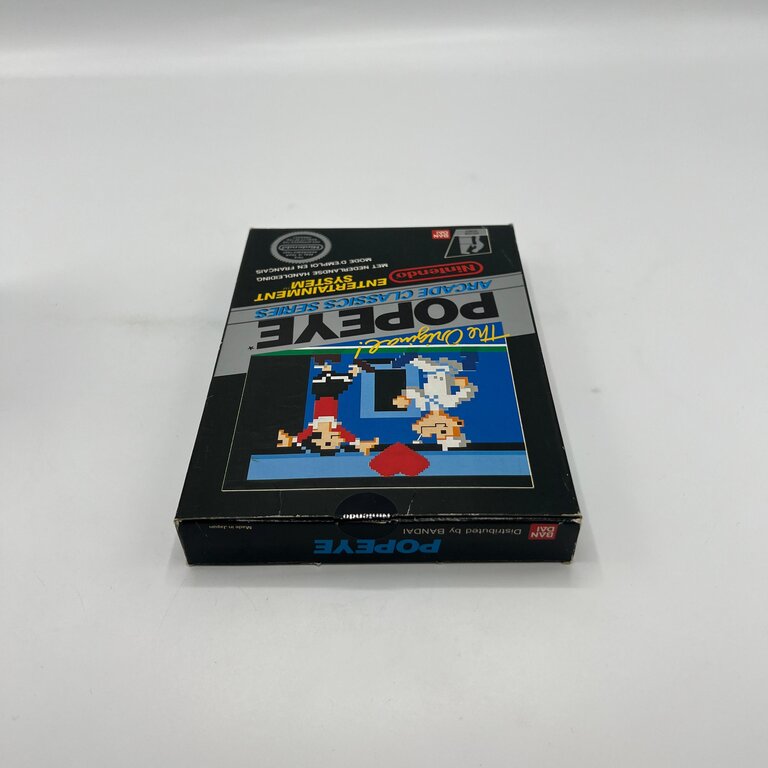 The Original!
POPEYE
ARCADE CLASSICS SERIES
ENTERTAINMENT
SYSTEM
Nintendo
MET NEDERLANDSE HANDLEIDING
MODE D'EMPLOI EN FRANCAIS
BAN
DAI
Nintendo
Nintendo
BAN
DAI
Distributed by BANDAI
POPEYE
Made in Japan